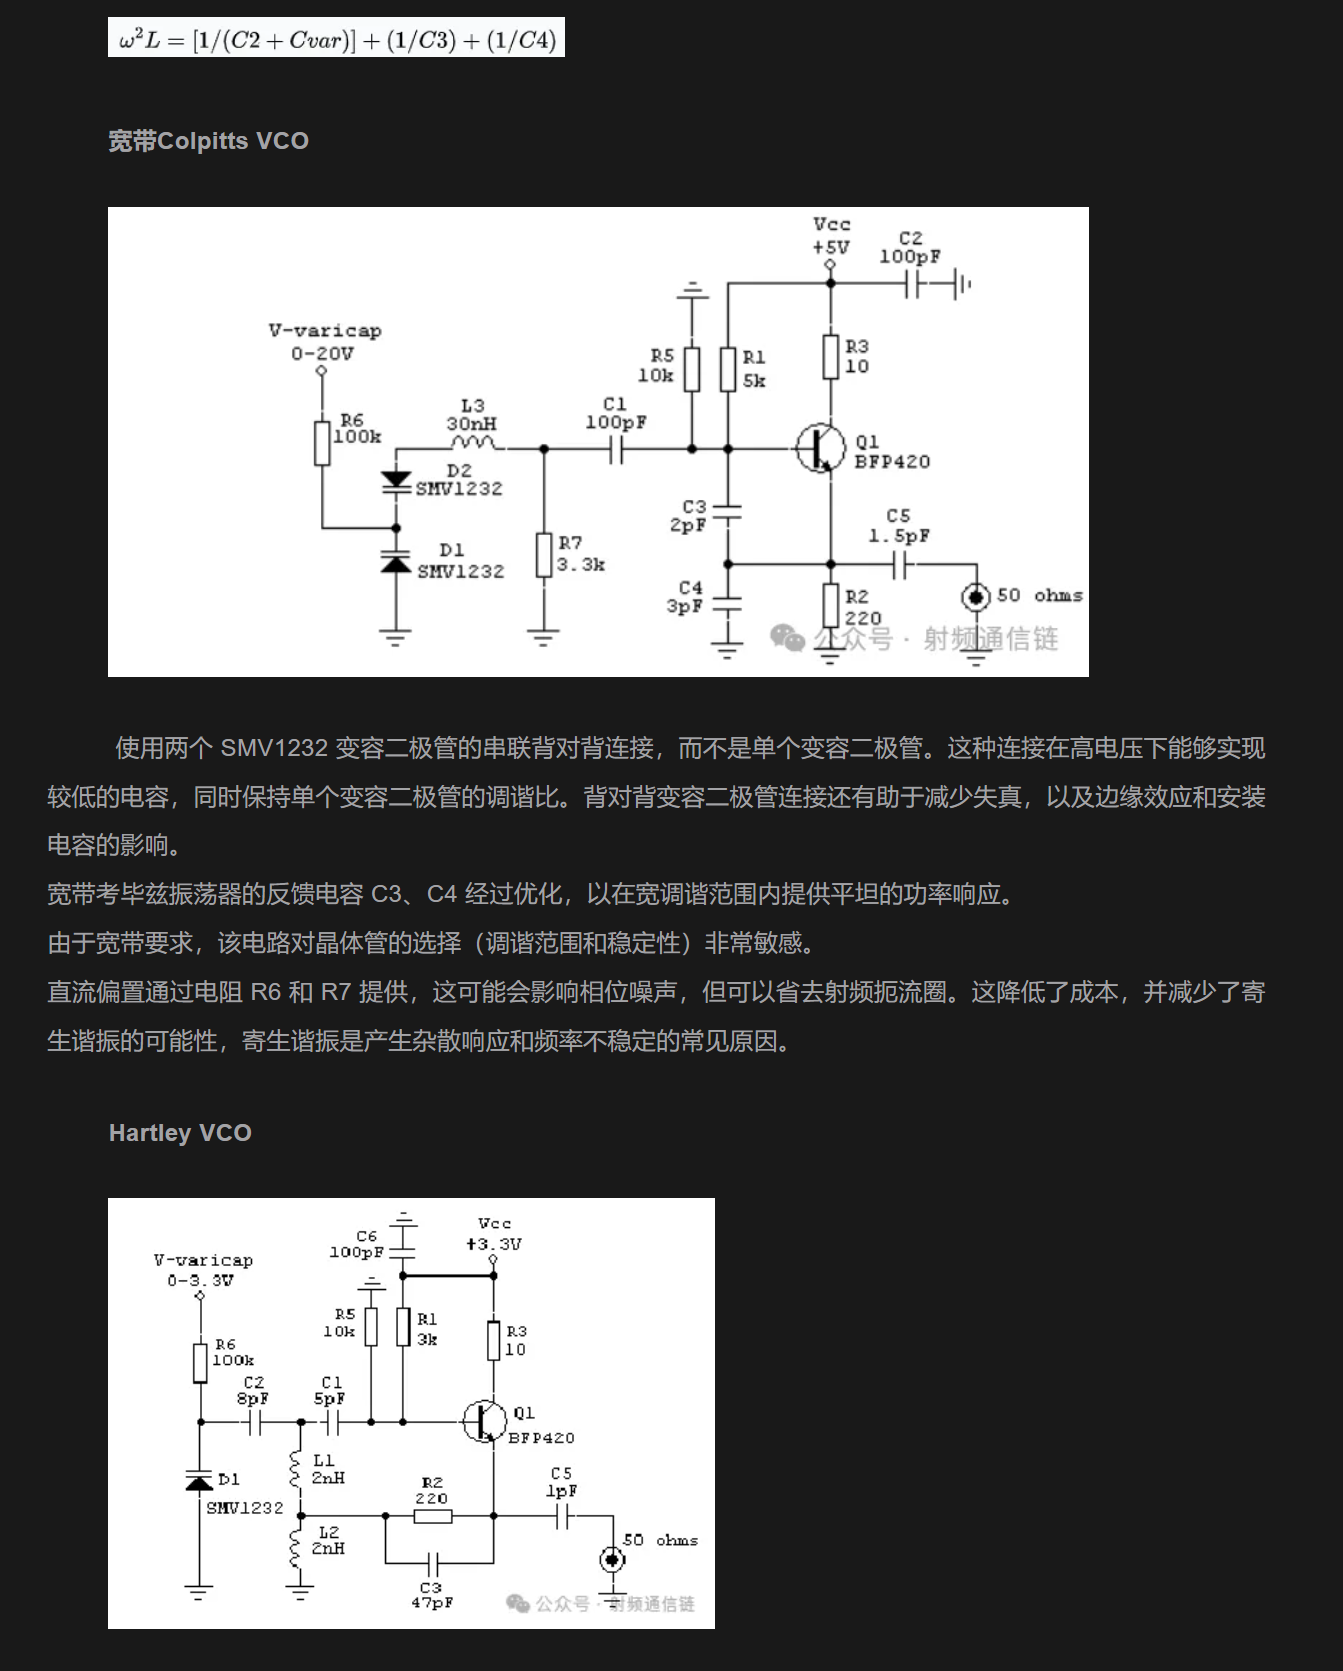 ω²L = [1/(C2 + Cvar)] + (1/C3) + (1/C4)
宽带Colpitts VCO
Vcc
+5V
C2
100pF
V-varicap
0-20V
R5
10k
R1
5k
R3
10
R6
100k
L3
30nH
C1
100pF
Q1
BFP420
D2
SMV1232
C3
2pF
C5
1.5pF
D1
SMV1232
R7
3.3k
C4
3pF
R2
220
50 ohms
公众号 · 射频通信链
使用两个 SMV1232 变容二极管的串联背对背连接，而不是单个变容二极管。这种连接在高电压下能够实现
较低的电容，同时保持单个变容二极管的调谐比。背对背变容二极管连接还有助于减少失真，以及边缘效应和安装
电容的影响。
宽带考毕兹振荡器的反馈电容 C3、C4 经过优化，以在宽调谐范围内提供平坦的功率响应。
由于宽带要求，该电路对晶体管的选择（调谐范围和稳定性）非常敏感。
直流偏置通过电阻 R6 和 R7 提供，这可能会影响相位噪声，但可以省去射频扼流圈。这降低了成本，并减少了寄
生谐振的可能性，寄生谐振是产生杂散响应和频率不稳定的常见原因。
Hartley VCO
C6
100pF
Vcc
+3.3V
V-varicap
0-3.3V
R5
10k
R1
3k
R3
10
R6
100k
C2
8pF
C1
5pF
Q1
BFP420
D1
SMV1232
L1
2nH
R2
220
C5
1pF
L2
2nH
50 ohms
C3
47pF
公众号 · 射频通信链